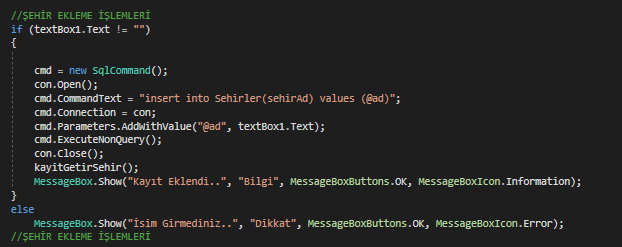 //ŞEHİR EKLEME İŞLEMLERİ
if (textBox1.Text != "")
{
cmd = new SqlCommand();
con.Open();
cmd.CommandText = "insert into Sehirler(sehirAd) values (@ad)";
cmd.Connection = con;
cmd.Parameters.AddWithValue("@ad", textBox1.Text);
cmd.ExecuteNonQuery();
con.Close();
kayitGetirSehir();
MessageBox.Show("Kayıt Eklendi..", "Bilgi", MessageBoxButtons.OK, MessageBoxIcon.Information);
}
else
MessageBox.Show("İsim Girmediniz..", "Dikkat", MessageBoxButtons.OK, MessageBoxIcon.Error);
//ŞEHİR EKLEME İŞLEMLERİ